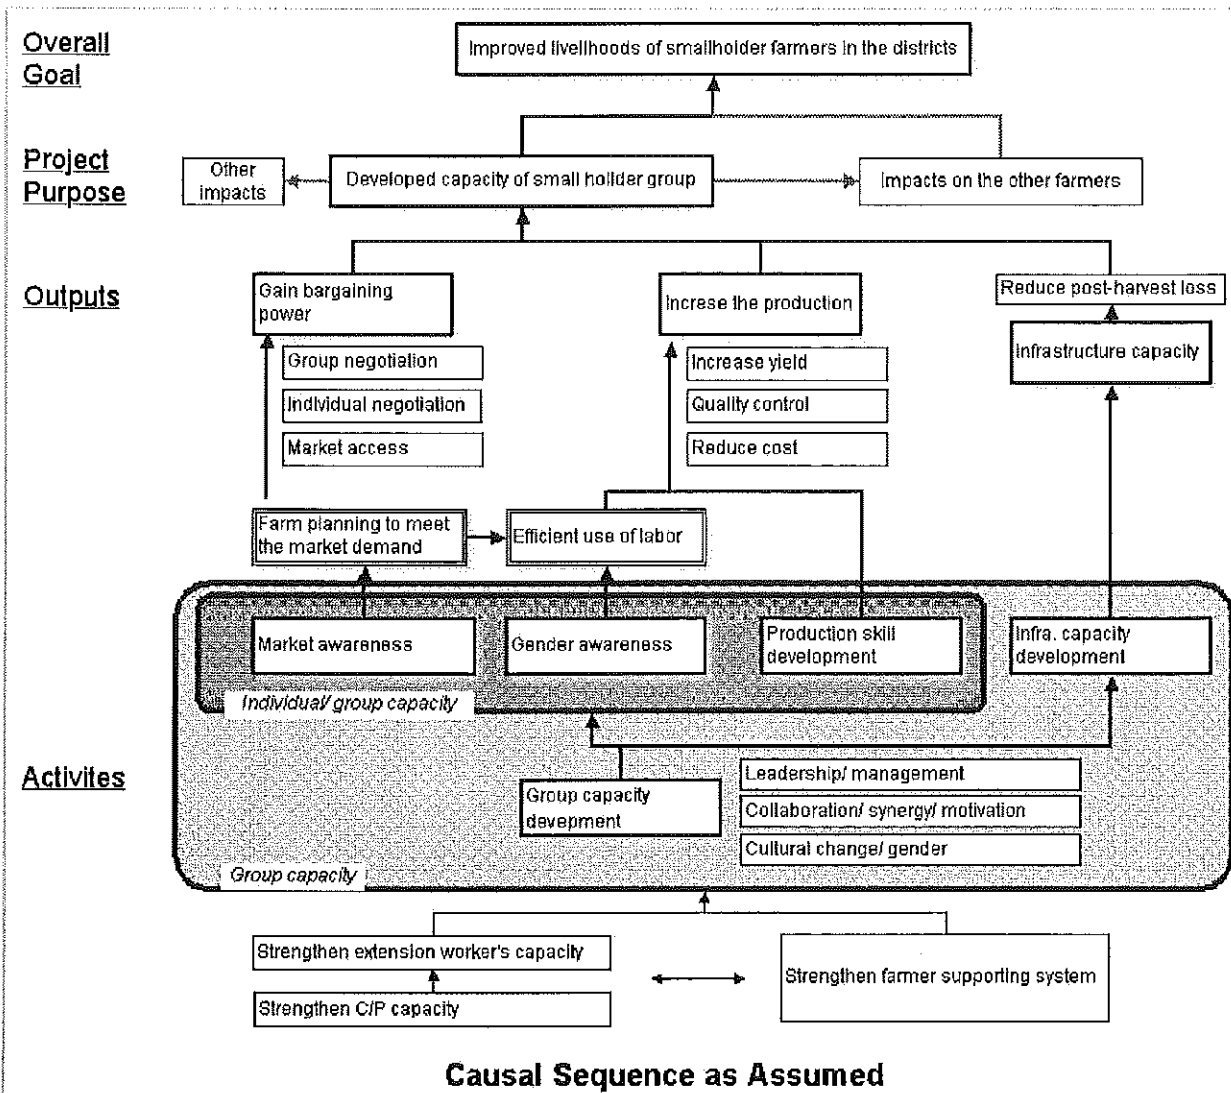 Overall
Goal
Improved livelihoods of smallholder farmers in the districts
Project
Purpose
Other
impacts
Developed capacity of small holider group
Impacts on the other farmers
Outputs
Gain bargaining
power
Increse the production
Reduce post-harvest loss
Infrastructure capacity
Group negotiation
Individual negotiation
Market access
Increase yield
Quality control
Reduce cost
Farm planning to meet
the market demand
Efficient use of labor
Market awareness
Gender awareness
Production skill
development
Infra. capacity
development
Individual/ group capacity
Activites
Group capacity
devepment
Leadership/ management
Collaboration/ synergy/ motivation
Cultural change/ gender
Group capacity
Strengthen extension worker's capacity
Strengthen C/P capacity
Strengthen farmer supporting system
Causal Sequence as Assumed